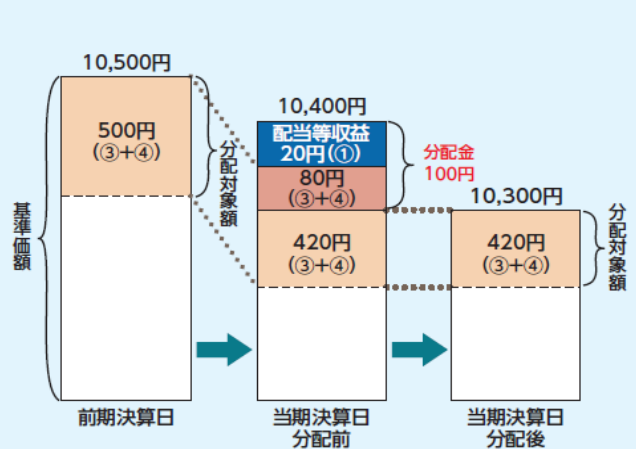 10,500円
500円
(③+④)
分配対象額
基準価額
前期決算日
10,400円
配当等収益
20円(①)
80円
(③+④)
420円
(③+④)
分配金
100円
当期決算日
分配前
10,300円
420円
(③+④)
分配対象額
当期決算日
分配後